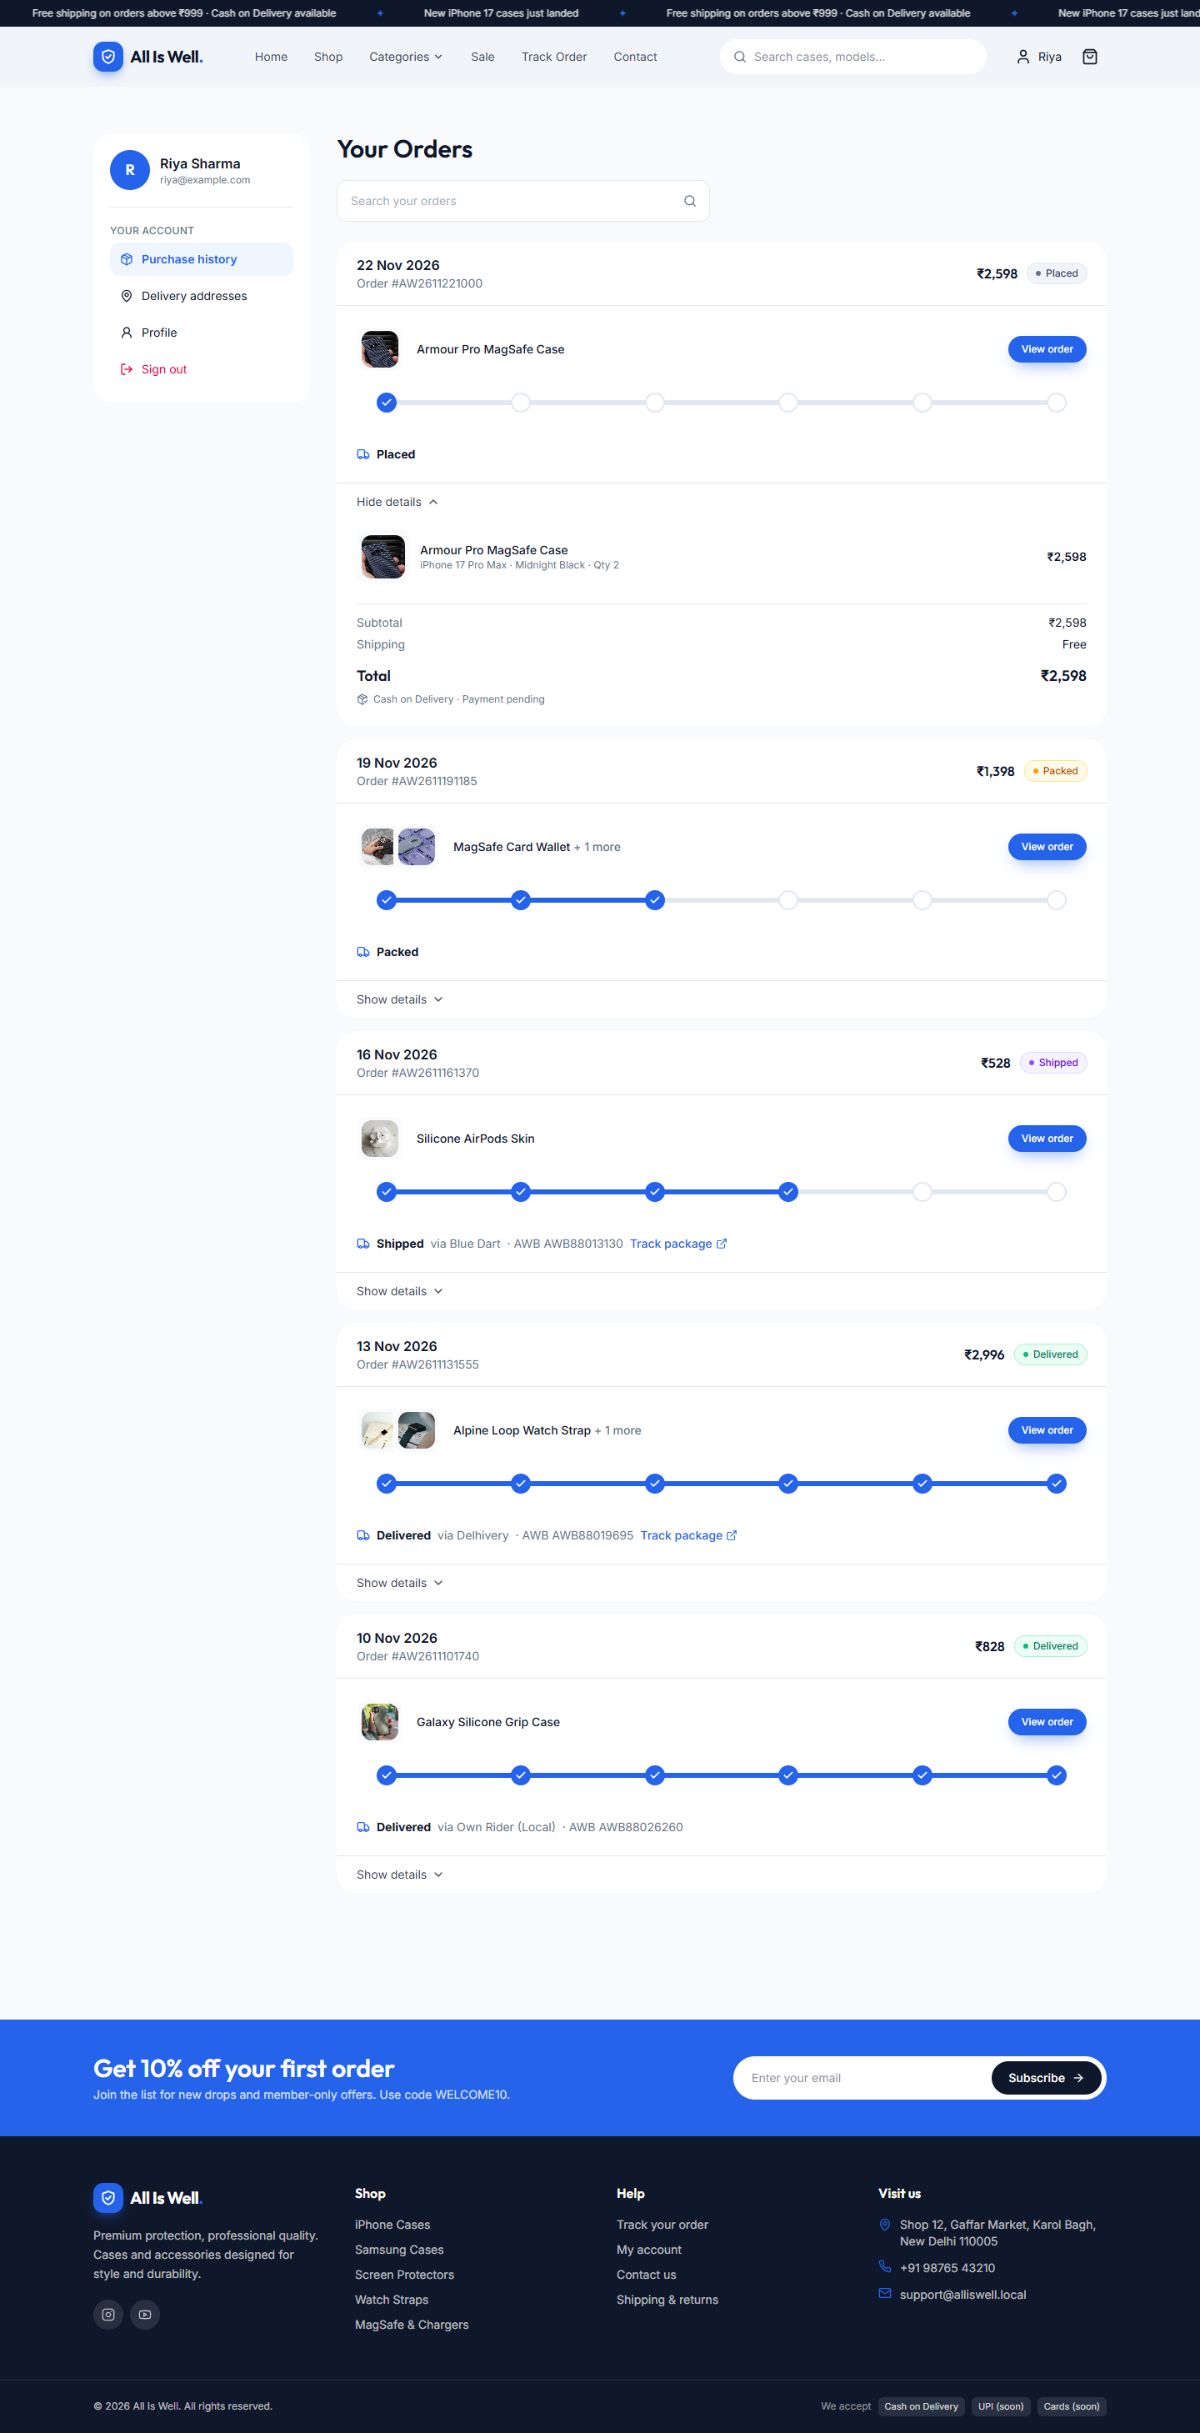 Free shipping on orders above ₹999 · Cash on Delivery available ✦ New iPhone 17 cases just landed ✦ Free shipping on orders above ₹999 · Cash on Delivery available ✦ New iPhone 17 cases just
All Is Well.
Home
Shop
Categories
Sale
Track Order
Contact
Search cases, models...
Riya
R
Riya Sharma
riya@example.com
YOUR ACCOUNT
Purchase history
Delivery addresses
Profile
Sign out
Your Orders
Search your orders
22 Nov 2026
Order #AW2611221000
₹2,598
Placed
Armour Pro MagSafe Case
View order
Placed
Hide details
Armour Pro MagSafe Case
iPhone 17 Pro Max · Midnight Black · Qty 2
₹2,598
Subtotal ₹2,598
Shipping Free
Total ₹2,598
Cash on Delivery · Payment pending
19 Nov 2026
Order #AW2611191185
₹1,398
Packed
MagSafe Card Wallet + 1 more
View order
Packed
Show details
16 Nov 2026
Order #AW2611161370
₹528
Shipped
Silicone AirPods Skin
View order
Shipped via Blue Dart · AWB AWB88013130 Track package
Show details
13 Nov 2026
Order #AW2611131555
₹2,996
Delivered
Alpine Loop Watch Strap + 1 more
View order
Delivered via Delhivery · AWB AWB88019695 Track package
Show details
10 Nov 2026
Order #AW2611101740
₹828
Delivered
Galaxy Silicone Grip Case
View order
Delivered via Own Rider (Local) · AWB AWB88026260
Show details
Get 10% off your first order
Join the list for new drops and member-only offers. Use code WELCOME10.
Enter your email
Subscribe
All Is Well.
Premium protection, professional quality.
Cases and accessories designed for
style and durability.
Shop
iPhone Cases
Samsung Cases
Screen Protectors
Watch Straps
MagSafe & Chargers
Help
Track your order
My account
Contact us
Shipping & returns
Visit us
Shop 12, Gaffar Market, Karol Bagh,
New Delhi 110005
+91 98765 43210
support@alliswell.local
© 2026 All Is Well. All rights reserved.
We accept
Cash on Delivery
UPI (soon)
Cards (soon)